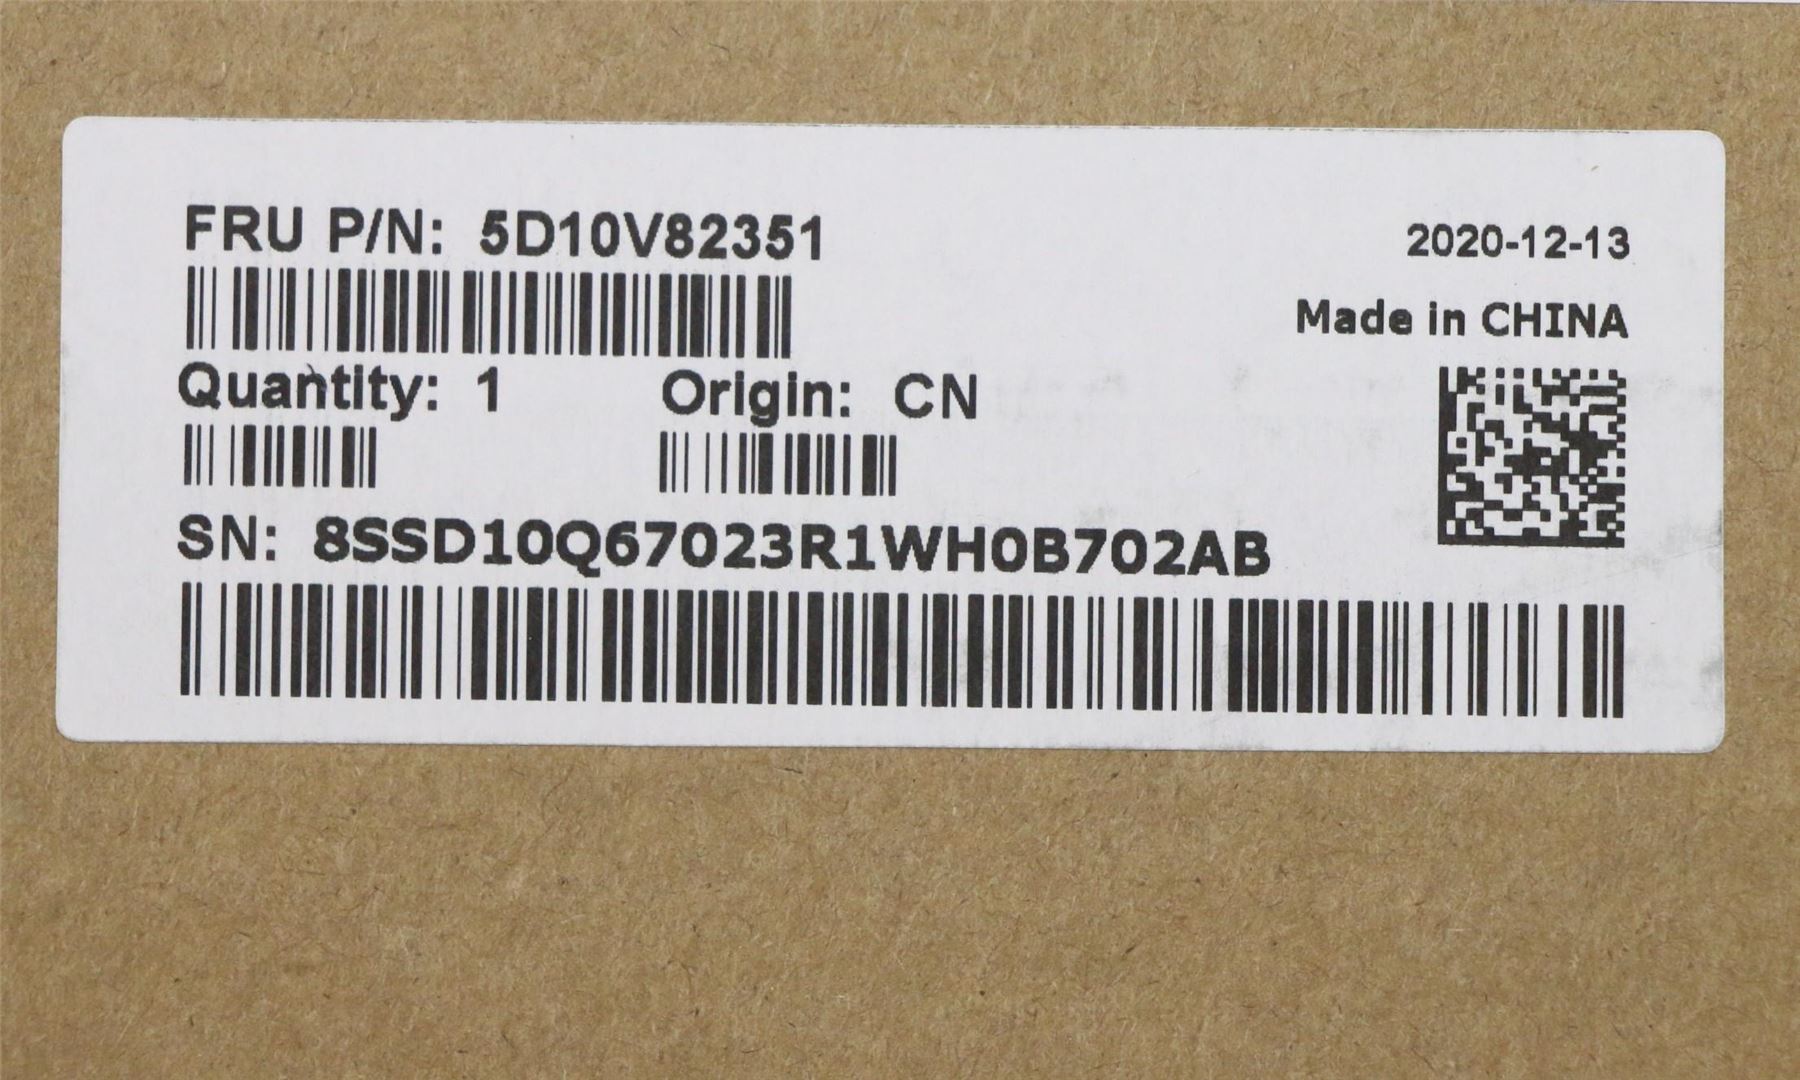 FRU P/N: 5D10V82351
2020-12-13
Made in CHINA
Quantity: 1
Origin: CN
SN: 8SSD10Q67023R1WH0B702AB